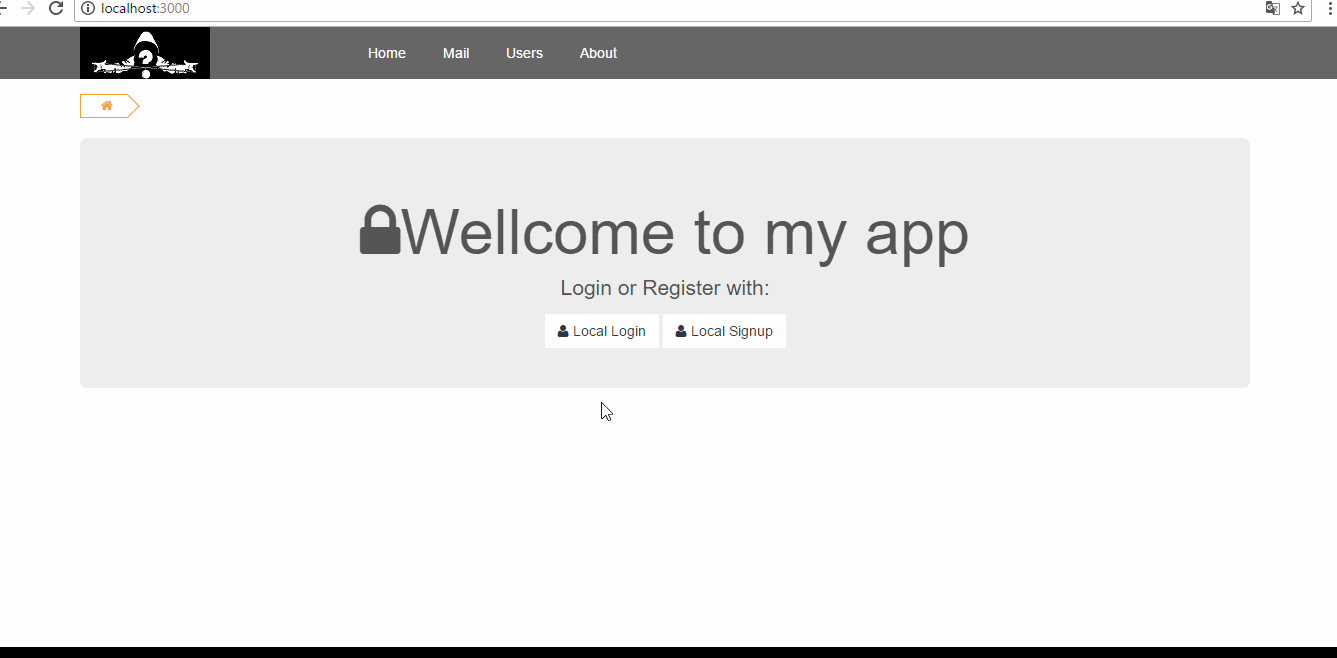 localhost:3000
?
Home Mail Users About
Wellcome to my app
Login or Register with:
Local Login Local Signup